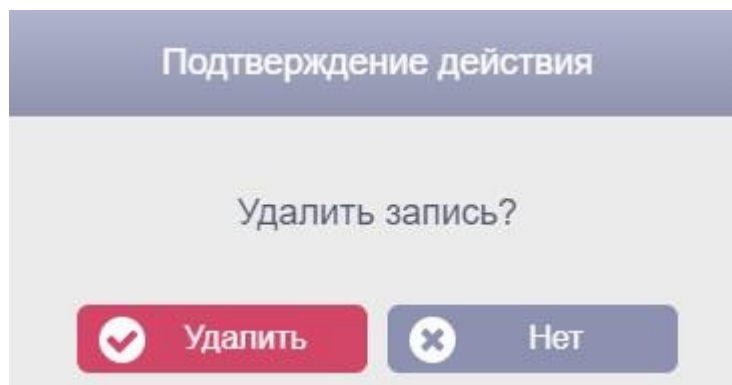 Подтверждение действия
Удалить запись?
Удалить
Нет